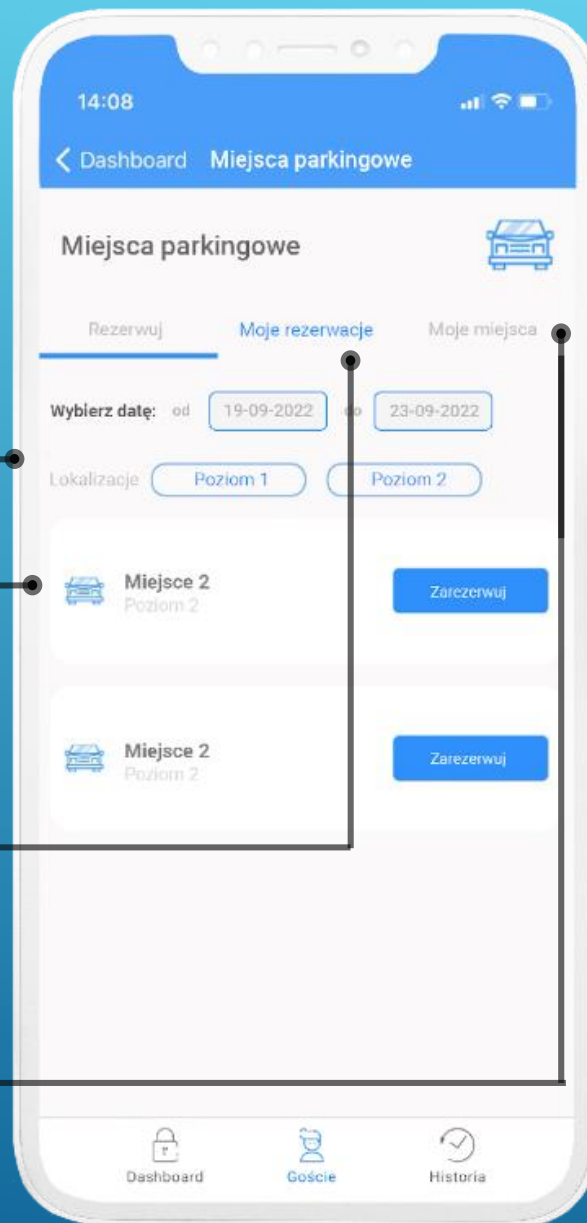 14:08
Dashboard Miejsca parkingowe
Miejsca parkingowe
Rezerwuj Moje rezerwacje Moje miejsca
Wybierz datę: od 19-09-2022 do 23-09-2022
Lokalizacje Poziom 1 Poziom 2
Miejsce 2 Zarezerwuj
Poziom 2
Miejsce 2 Zarezerwuj
Poziom 2
Dashboard Goście Historia